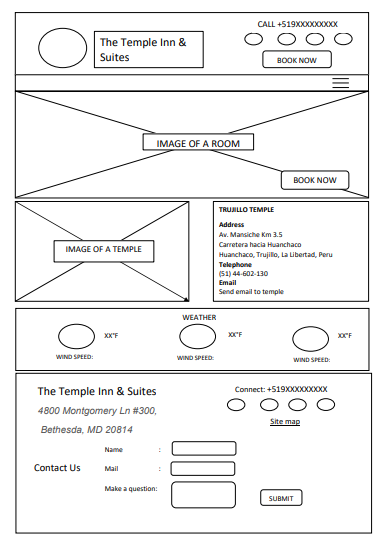 CALL +519XXXXXXXXX
The Temple Inn &
Suites
BOOK NOW
IMAGE OF A ROOM
BOOK NOW
IMAGE OF A TEMPLE
TRUJILLO TEMPLE
Address
Av. Mansiche Km 3.5
Carretera hacia Huanchaco
Huanchaco, Trujillo, La Libertad, Peru
Telephone
(51) 44-602-130
Email
Send email to temple
WEATHER
XX°F
XX°F
XX°F
WIND SPEED:
WIND SPEED:
WIND SPEED:
The Temple Inn & Suites
4800 Montgomery Ln #300,
Bethesda, MD 20814
Connect: +519XXXXXXXXX
Site map
Contact Us
Name :
Mail :
Make a question:
SUBMIT